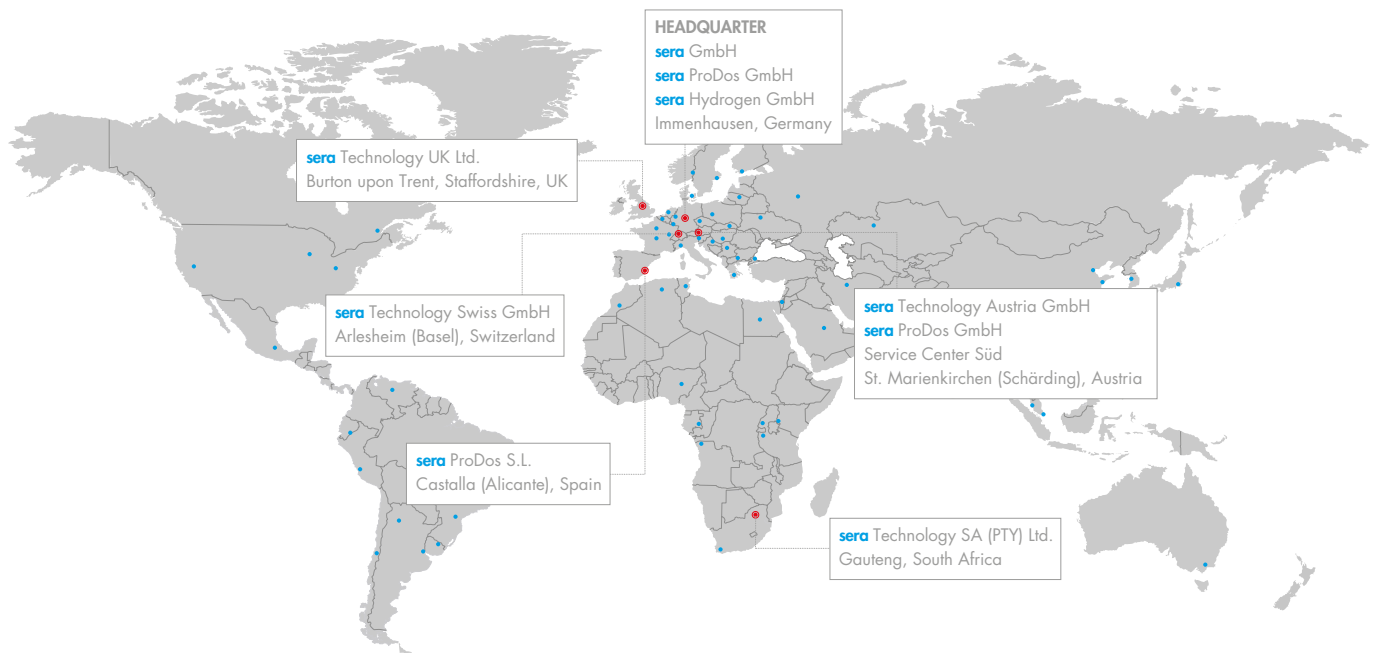 HEADQUARTER
sera GmbH
sera ProDos GmbH
sera Hydrogen GmbH
Immenhausen, Germany
sera Technology UK Ltd.
Burton upon Trent, Staffordshire, UK
sera Technology Swiss GmbH
Arlesheim (Basel), Switzerland
sera Technology Austria GmbH
sera ProDos GmbH
Service Center Süd
St. Marienkirchen (Schärding), Austria
sera ProDos S.L.
Castalla (Alicante), Spain
sera Technology SA (PTY) Ltd.
Gauteng, South Africa